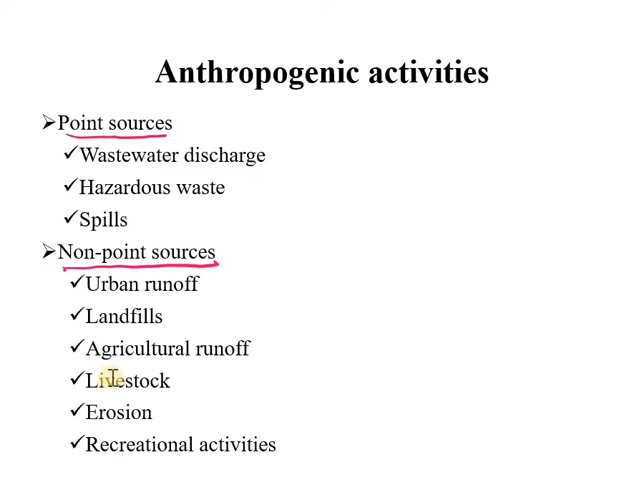 Anthropogenic activities
➢Point sources
✓Wastewater discharge
✓Hazardous waste
✓Spills
➢Non-point sources
✓Urban runoff
✓Landfills
✓Agricultural runoff
✓Livestock
✓Erosion
✓Recreational activities